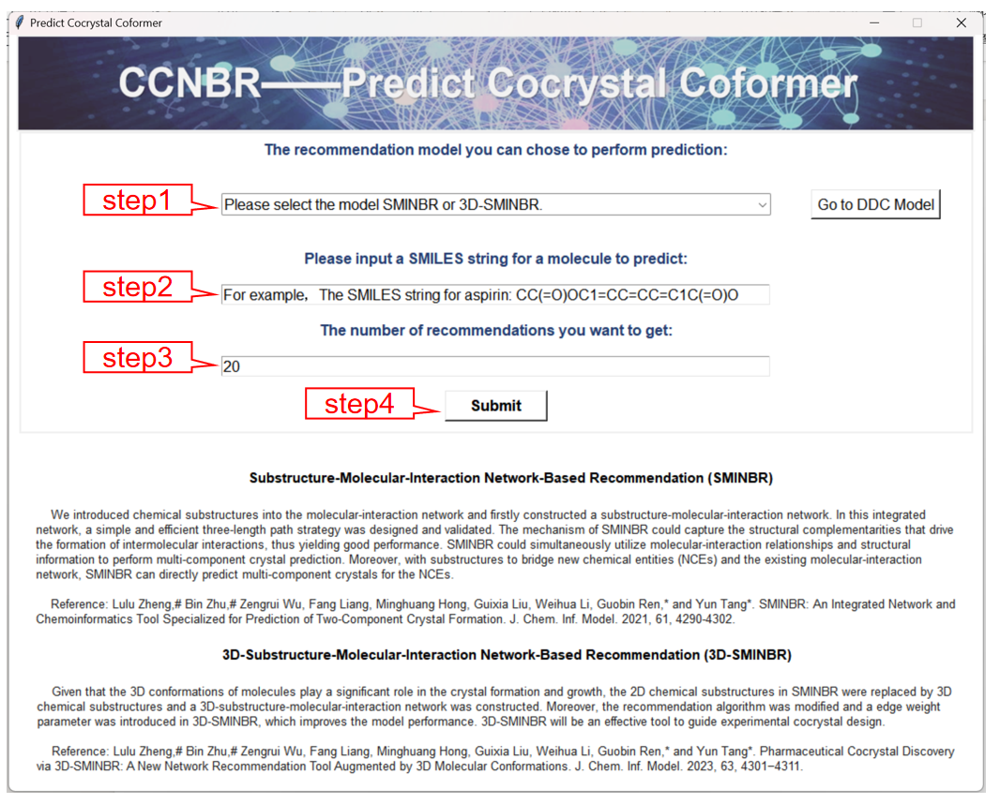 Predict Cocrystal Coformer
CCNBR——Predict Cocrystal Coformer
The recommendation model you can chose to perform prediction:
step1
Please select the model SMINBR or 3D-SMINBR.
Go to DDC Model
Please input a SMILES string for a molecule to predict:
step2
For example, The SMILES string for aspirin: CC(=O)OC1=CC=CC=C1C(=O)O
The number of recommendations you want to get:
step3
20
step4
Submit
Substructure-Molecular-Interaction Network-Based Recommendation (SMINBR)
We introduced chemical substructures into the molecular-interaction network and firstly constructed a substructure-molecular-interaction network. In this integrated
network, a simple and efficient three-length path strategy was designed and validated. The mechanism of SMINBR could capture the structural complementarities that drive
the formation of intermolecular interactions, thus yielding good performance. SMINBR could simultaneously utilize molecular-interaction relationships and structural
information to perform multi-component crystal prediction. Moreover, with substructures to bridge new chemical entities (NCEs) and the existing molecular-interaction
network, SMINBR can directly predict multi-component crystals for the NCEs.
Reference: Lulu Zheng,# Bin Zhu,# Zengrui Wu, Fang Liang, Minghuang Hong, Guixia Liu, Weihua Li, Guobin Ren,* and Yun Tang*. SMINBR: An Integrated Network and
Chemoinformatics Tool Specialized for Prediction of Two-Component Crystal Formation. J. Chem. Inf. Model. 2021, 61, 4290-4302.
3D-Substructure-Molecular-Interaction Network-Based Recommendation (3D-SMINBR)
Given that the 3D conformations of molecules play a significant role in the crystal formation and growth, the 2D chemical substructures in SMINBR were replaced by 3D
chemical substructures and a 3D-substructure-molecular-interaction network was constructed. Moreover, the recommendation algorithm was modified and a edge weight
parameter was introduced in 3D-SMINBR, which improves the model performance. 3D-SMINBR will be an effective tool to guide experimental cocrystal design.
Reference: Lulu Zheng,# Bin Zhu,# Zengrui Wu, Fang Liang, Minghuang Hong, Guixia Liu, Weihua Li, Guobin Ren,* and Yun Tang*. Pharmaceutical Cocrystal Discovery
via 3D-SMINBR: A New Network Recommendation Tool Augmented by 3D Molecular Conformations. J. Chem. Inf. Model. 2023, 63, 4301−4311.